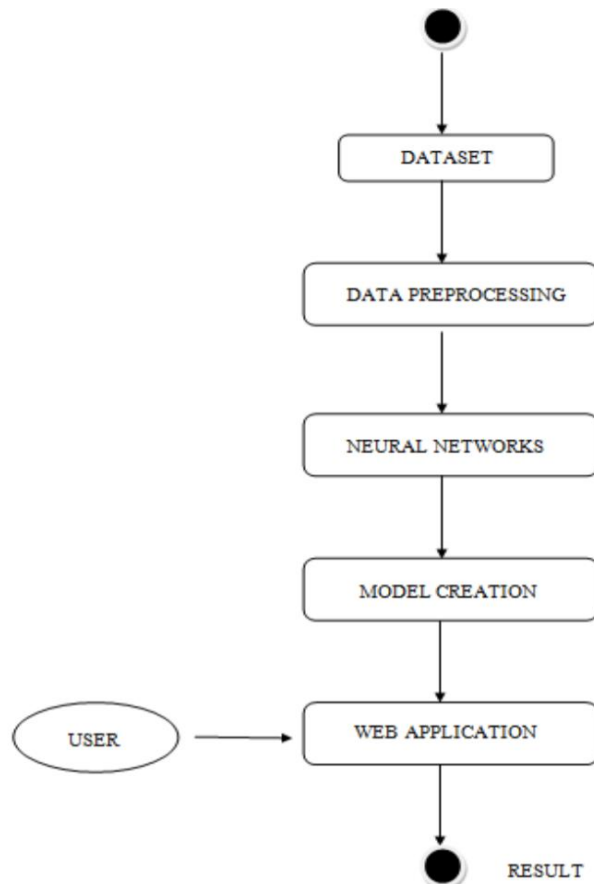 DATASET
DATA PREPROCESSING
NEURAL NETWORKS
MODEL CREATION
USER
WEB APPLICATION
RESULT